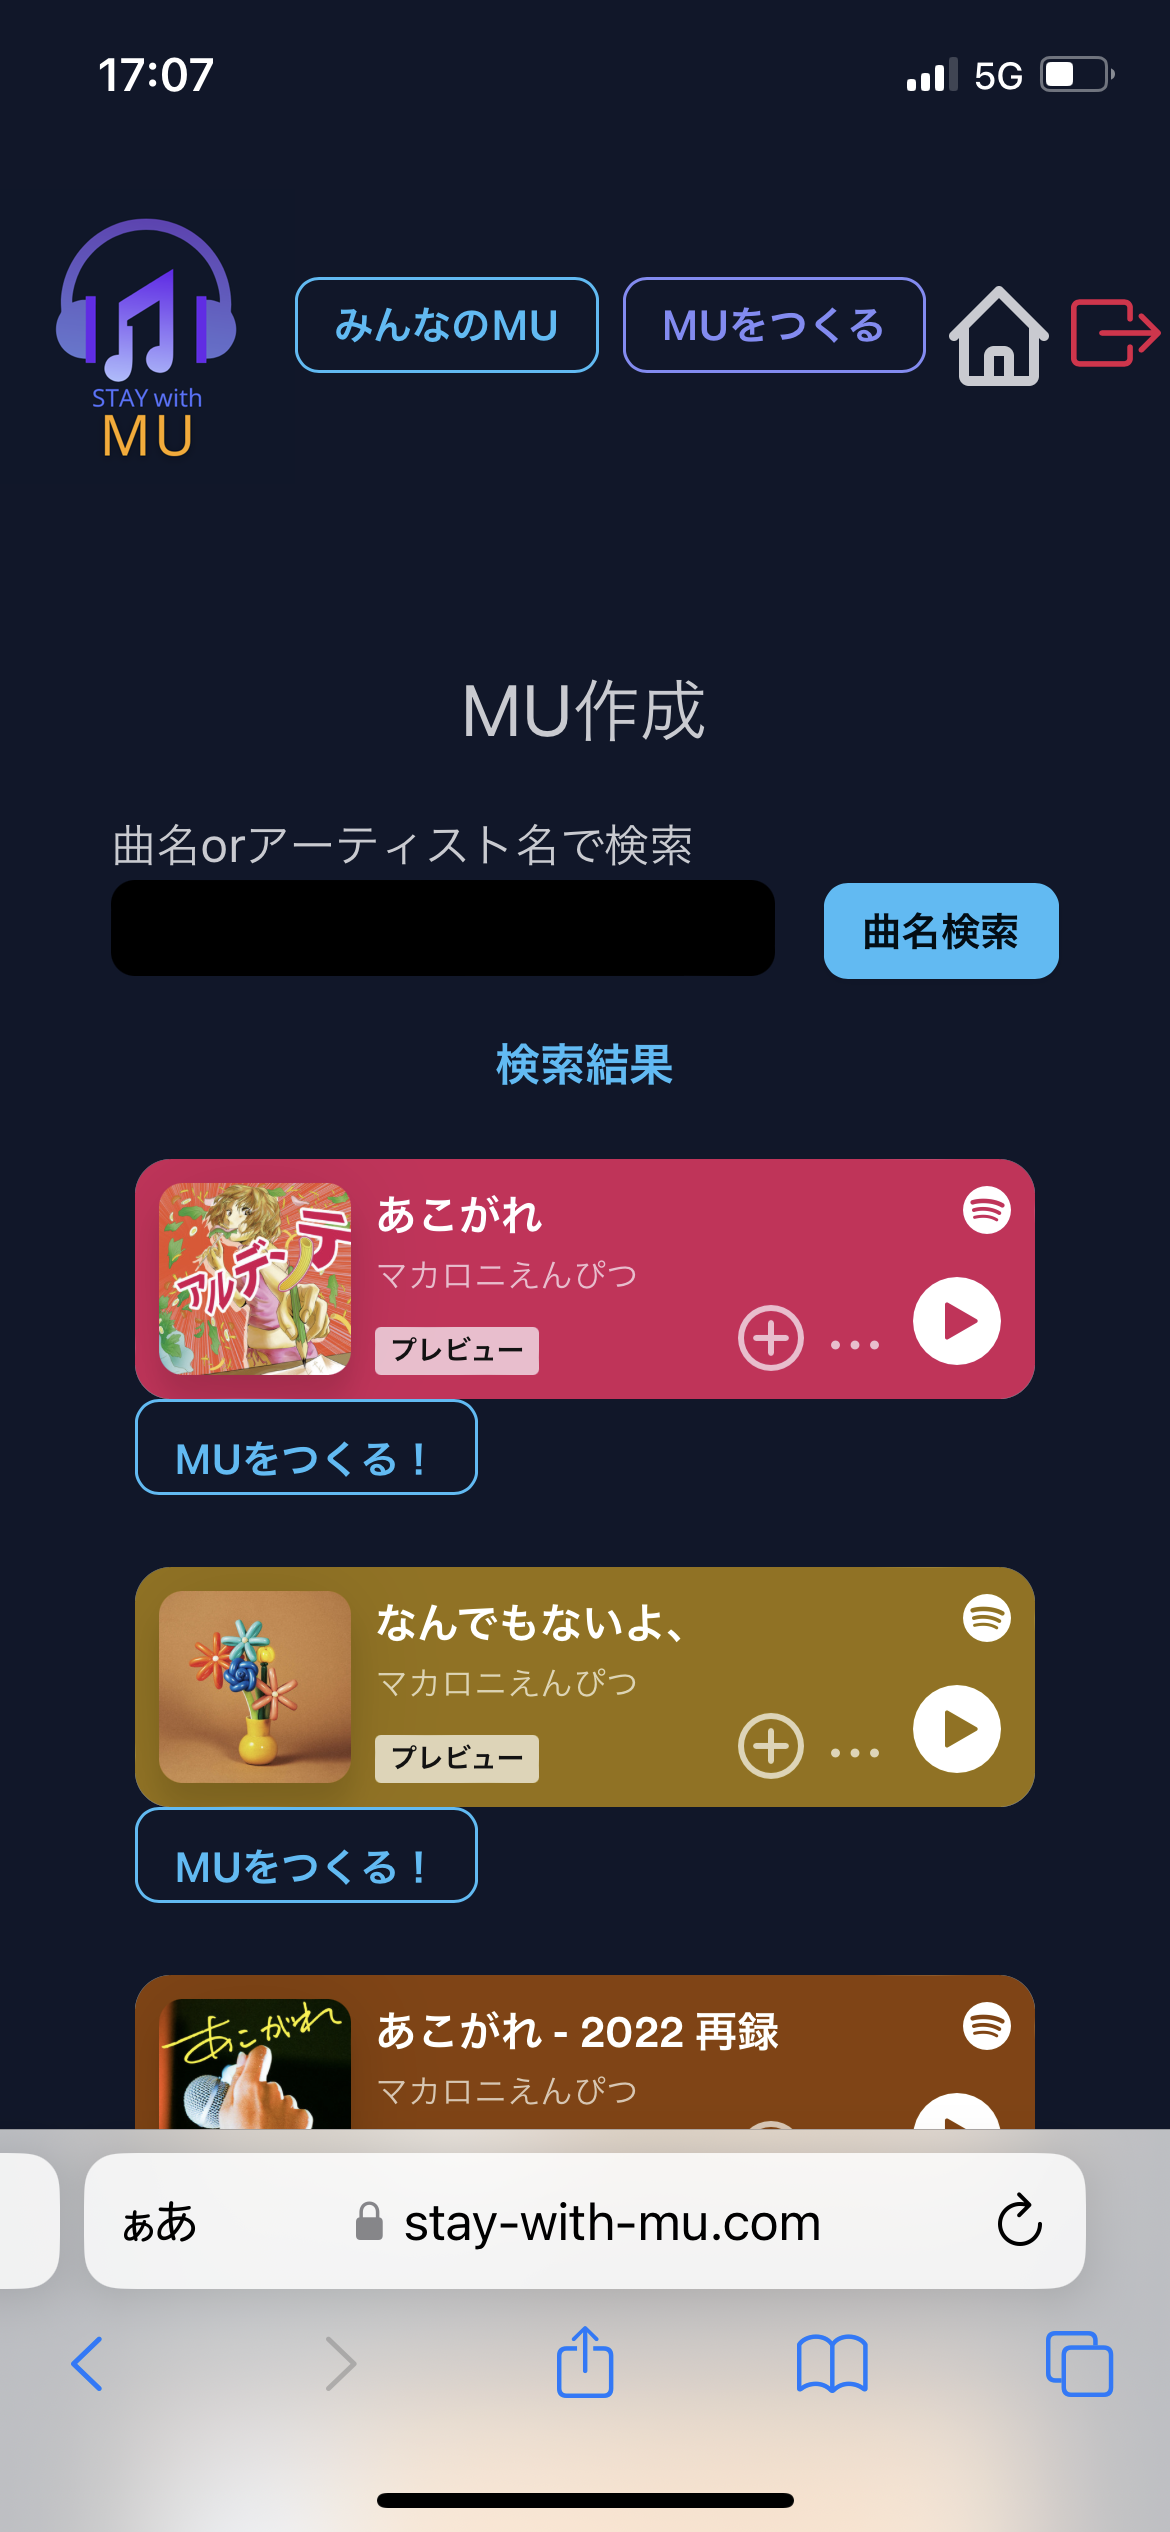 17:07
5G
みんなのMU
MUをつくる
STAY with
MU
MU作成
曲名orアーティスト名で検索
曲名検索
検索結果
アルデンテ
あこがれ
マカロニえんぴつ
プレビュー
MUをつくる！
なんでもないよ、
マカロニえんぴつ
プレビュー
MUをつくる！
あこがれ
あこがれ - 2022 再録
マカロニえんぴつ
ぁあ
stay-with-mu.com